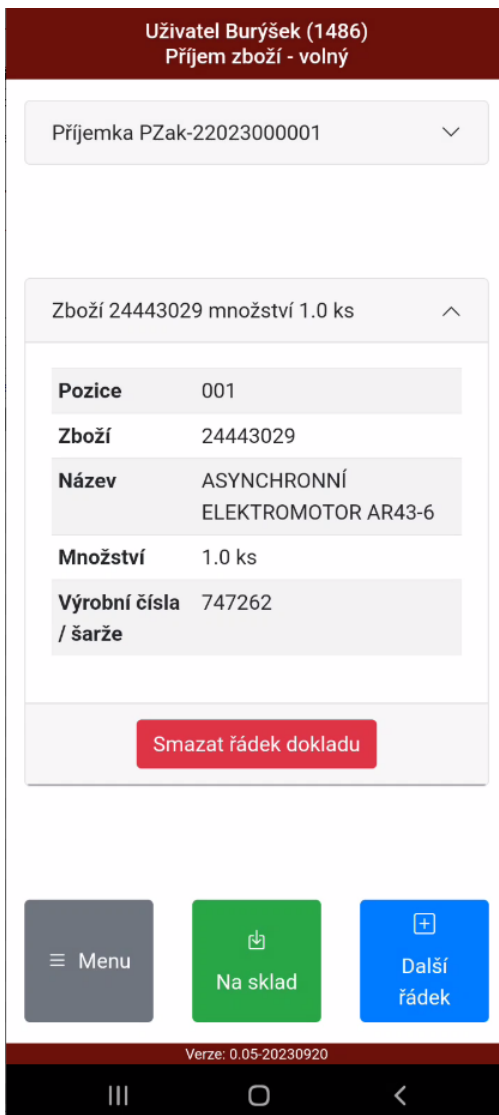 Uživatel Burýšek (1486)
Příjem zboží - volný
Příjemka PZak-22023000001
Zboží 24443029 množství 1.0 ks
Pozice 001
Zboží 24443029
Název ASYNCHRONNÍ
ELEKTROMOTOR AR43-6
Množství 1.0 ks
Výrobní čísla 747262
/ šarže
Smazat řádek dokladu
Menu
Na sklad
Další
řádek
Verze: 0.05-20230920